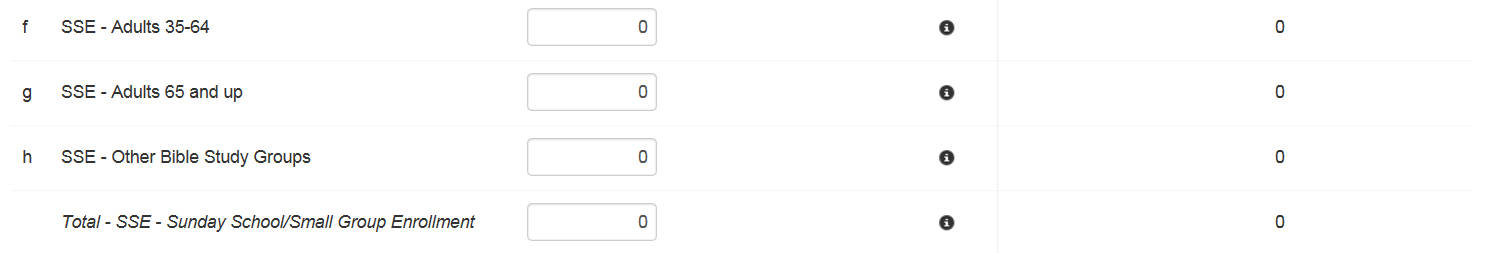 f SSE - Adults 35-64 0 0
g SSE - Adults 65 and up 0 0
h SSE - Other Bible Study Groups 0 0
Total - SSE - Sunday School/Small Group Enrollment 0 0